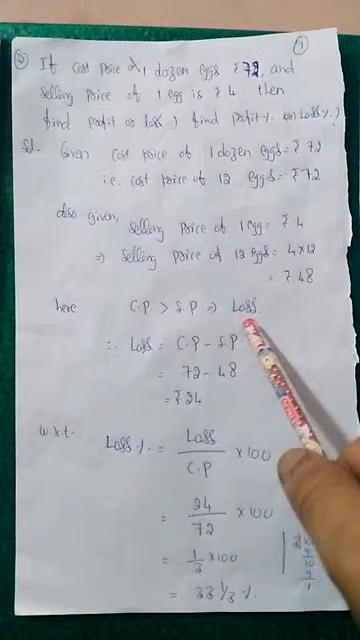 1
② If cost price of 1 dozen eggs ₹72, and
selling price of 1 egg is ₹4. then
find profit or loss ? find profit % or Loss % ?
Sol. Given cost price of 1 dozen eggs = ₹72
i.e. cost price of 12 eggs = ₹72
also given, selling price of 1 egg = ₹4
⇒ selling price of 12 eggs = 4×12
= ₹48
here C.P. > S.P ⇒ Loss.
∴ Loss = C.P - S.P.
= 72-48
= ₹24
w.k.t. Loss % = Loss/C.P × 100
= 24/72 × 100
= 1/3 × 100
= 33 1/3 %.